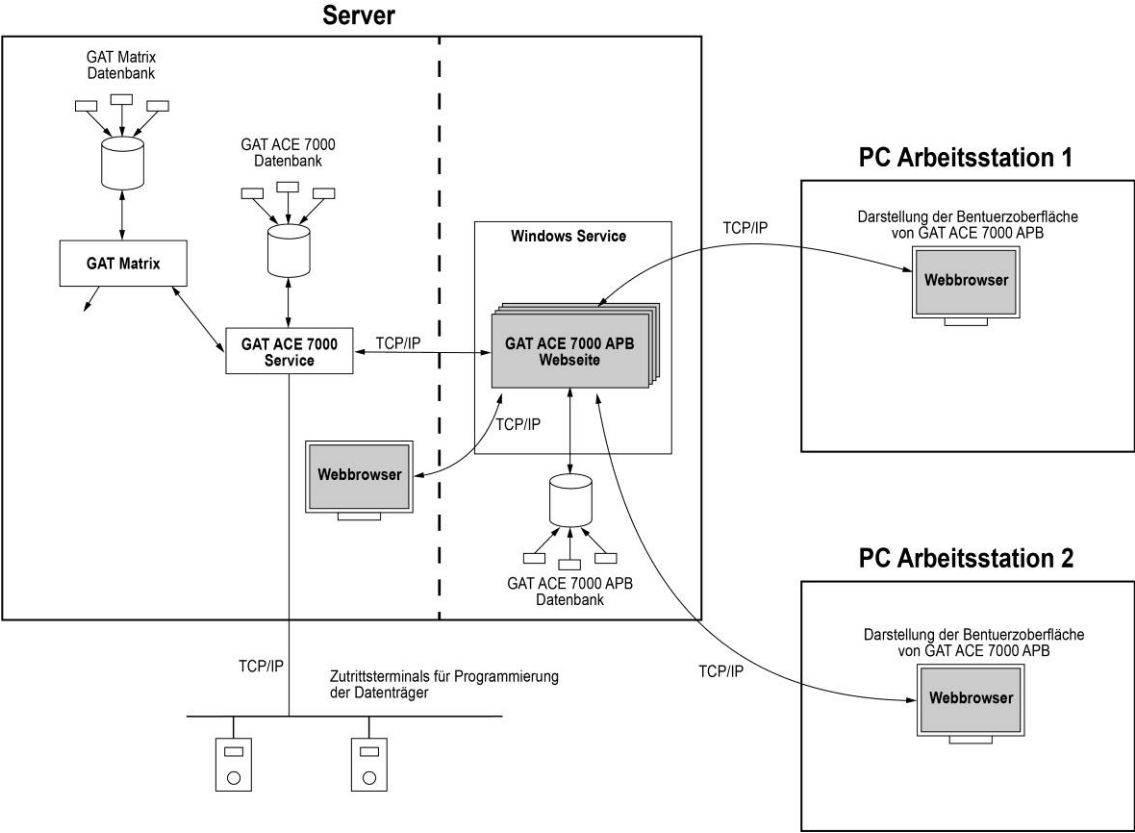 Server
GAT Matrix
Datenbank
GAT ACE 7000
Datenbank
GAT Matrix
GAT ACE 7000
Service
TCP/IP
Windows Service
GAT ACE 7000 APB
Webseite
TCP/IP
Webbrowser
GAT ACE 7000 APB
Datenbank
TCP/IP
Zutrittsterminals für Programmierung
der Datenträger
TCP/IP
PC Arbeitsstation 1
Darstellung der Bentuerzoberfläche
von GAT ACE 7000 APB
Webbrowser
TCP/IP
PC Arbeitsstation 2
Darstellung der Bentuerzoberfläche
von GAT ACE 7000 APB
Webbrowser